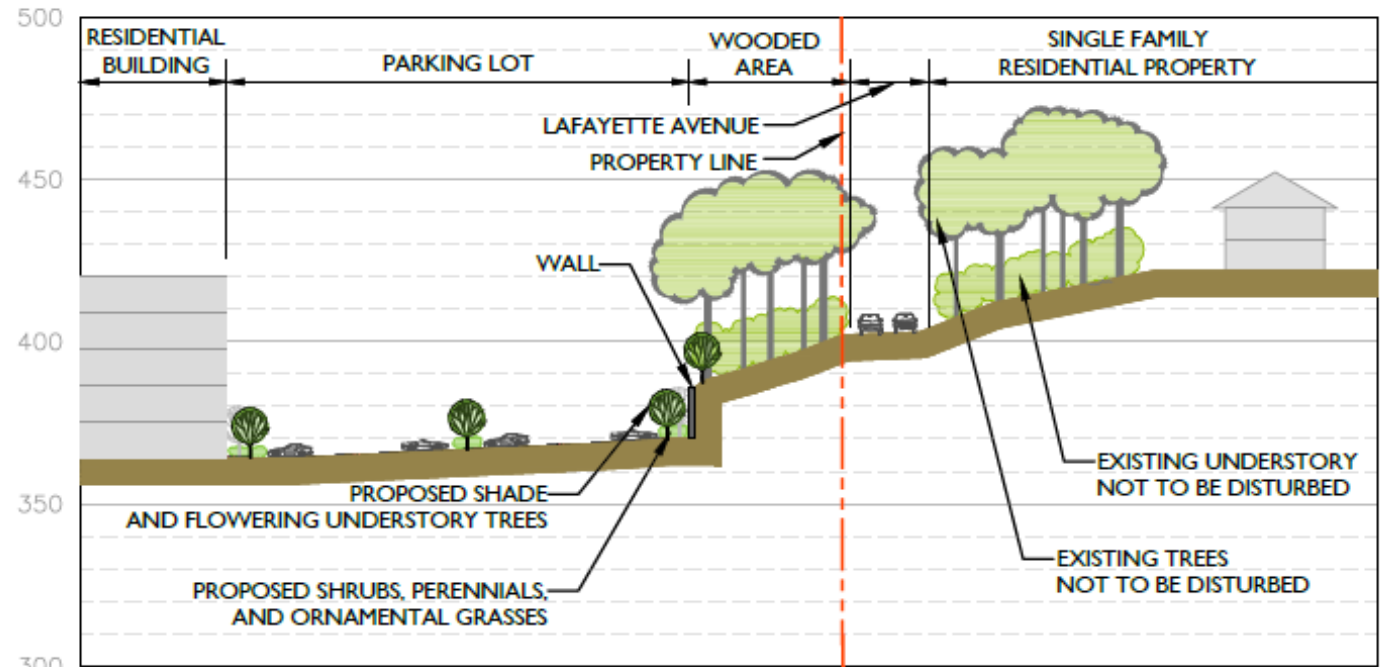 500
RESIDENTIAL
BUILDING
PARKING LOT
WOODED
AREA
SINGLE FAMILY
RESIDENTIAL PROPERTY
LAFAYETTE AVENUE
PROPERTY LINE
450
WALL
400
350
PROPOSED SHADE
AND FLOWERING UNDERSTORY TREES
EXISTING UNDERSTORY
NOT TO BE DISTURBED
PROPOSED SHRUBS, PERENNIALS,
AND ORNAMENTAL GRASSES
EXISTING TREES
NOT TO BE DISTURBED
300